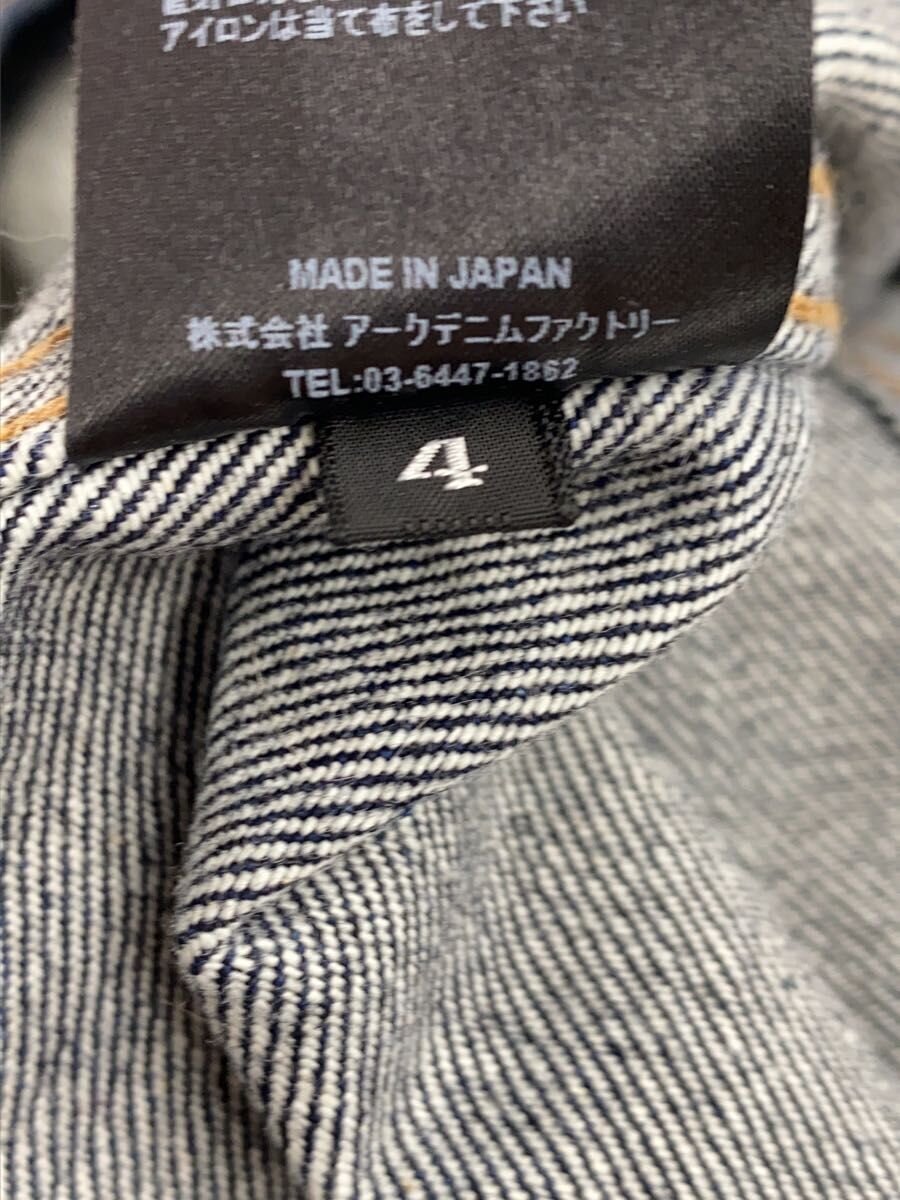 アイロンは当て布をして下さい
MADE IN JAPAN
株式会社 アークデニムファクトリー
TEL:03-6447-1862
4